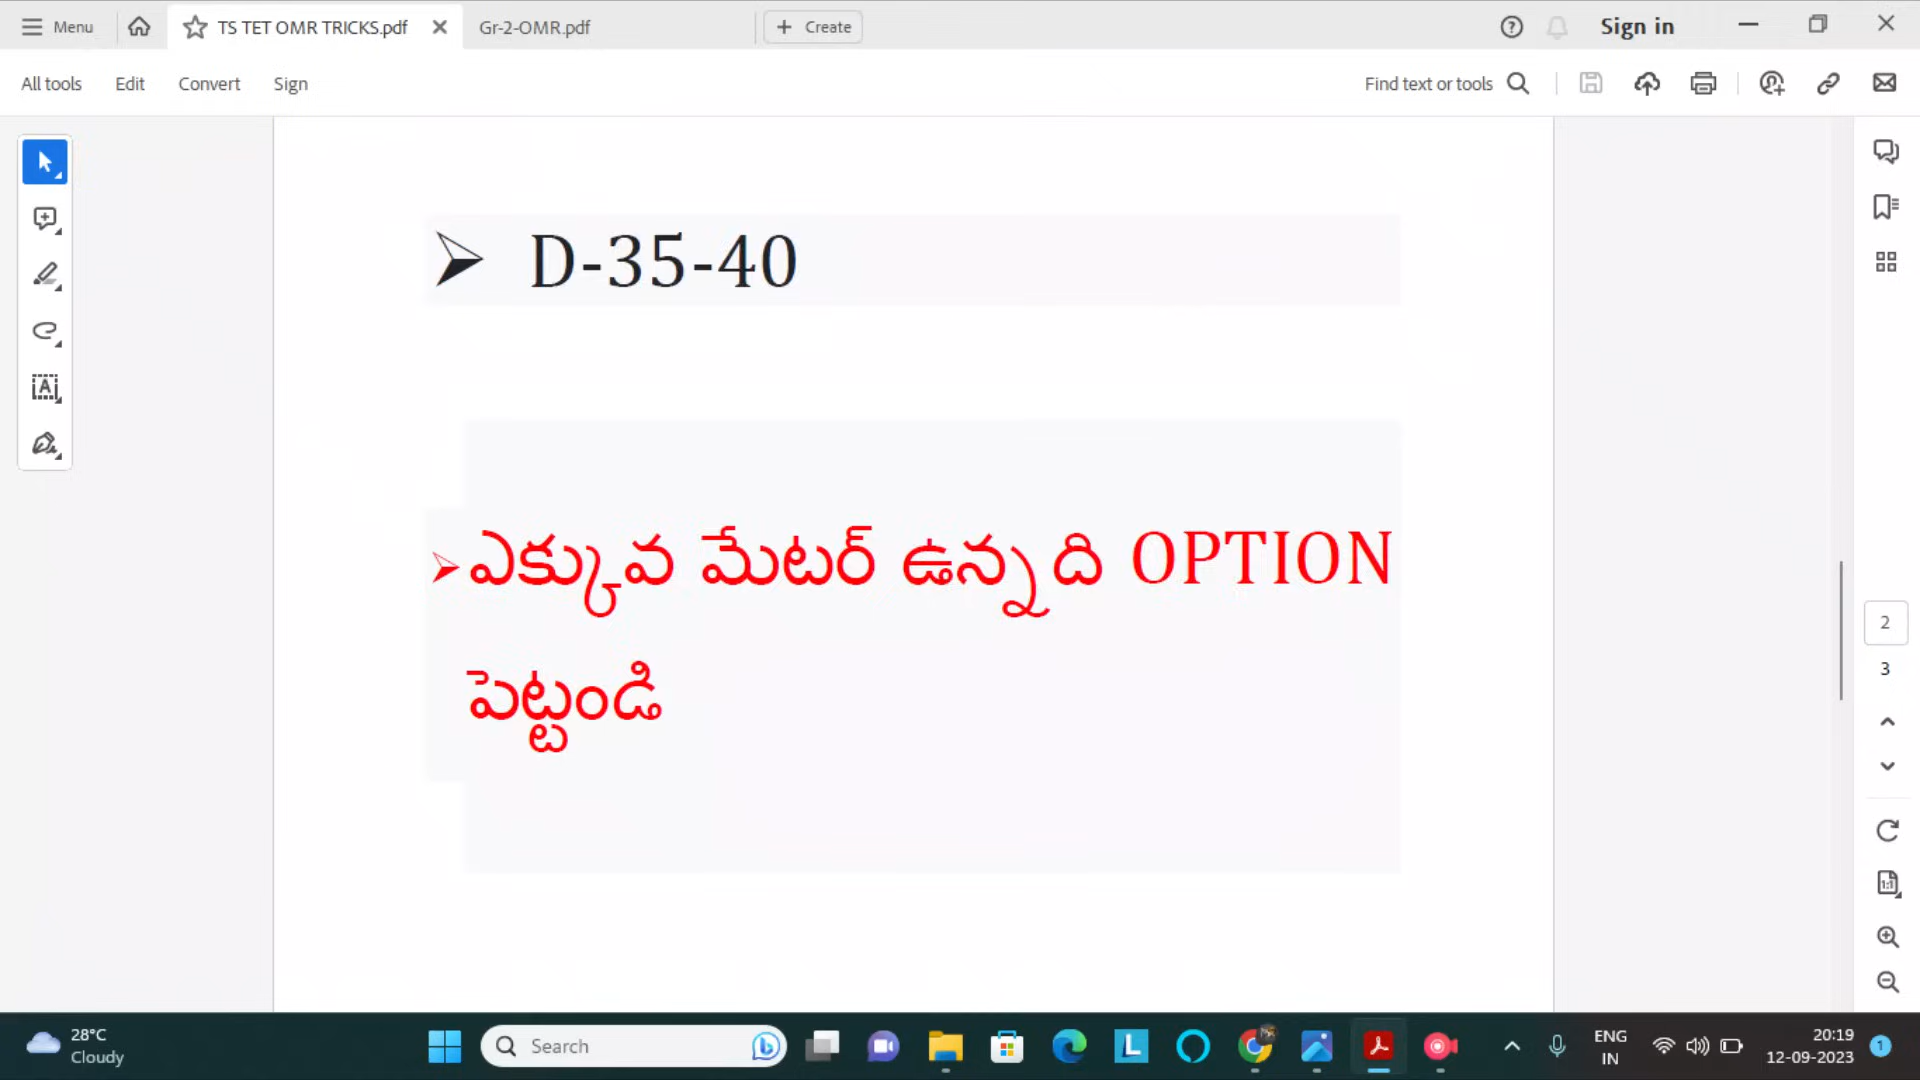 Menu
TS TET OMR TRICKS.pdf
Gr-2-OMR.pdf
Create
Sign in
All tools
Edit
Convert
Sign
Find text or tools
➢ D-35-40
➢ ఎక్కువ మేటర్ ఉన్నది OPTION
పెట్టండి
2
3
28°C
Cloudy
Search
ENG
IN
20:19
12-09-2023
1